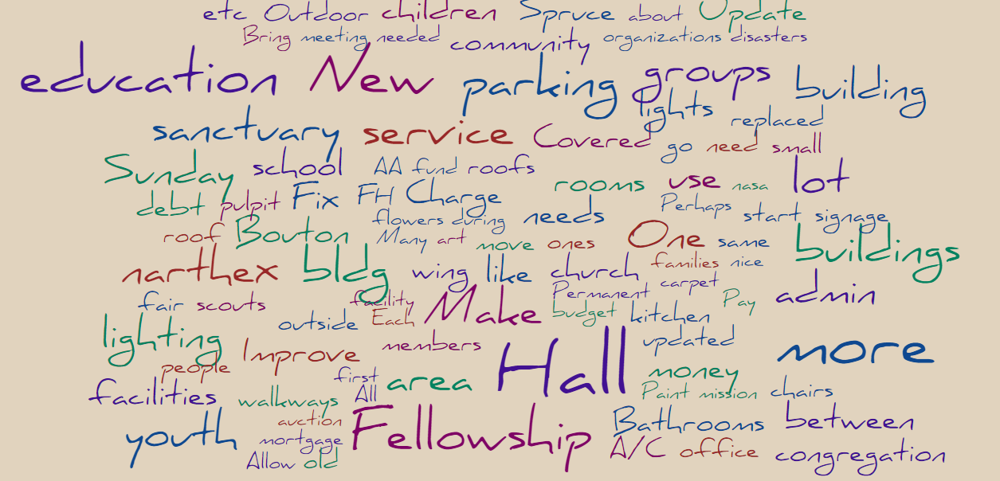 etc Outdoor children Spruce about Update
Bring meeting needed community organizations disasters
education New parking groups building
lights replaced
sanctuary service Covered go need small
Sunday school AA fund roofs rooms use nasa lot
debt pulpit Fix FH Charge Perhaps
flowers during needs start signage
roof Bouton Many art move ones One same buildings
narthex bldg wing like church families nice
Permanent carpet
fair scouts facility Make budget kitchen Pay admin
outside Each
lighting Improve members Hall updated more
people first area money
facilities walkways All Paint mission chairs
youth auction Fellowship Bathrooms between
mortgage A/C office congregation
Allow old